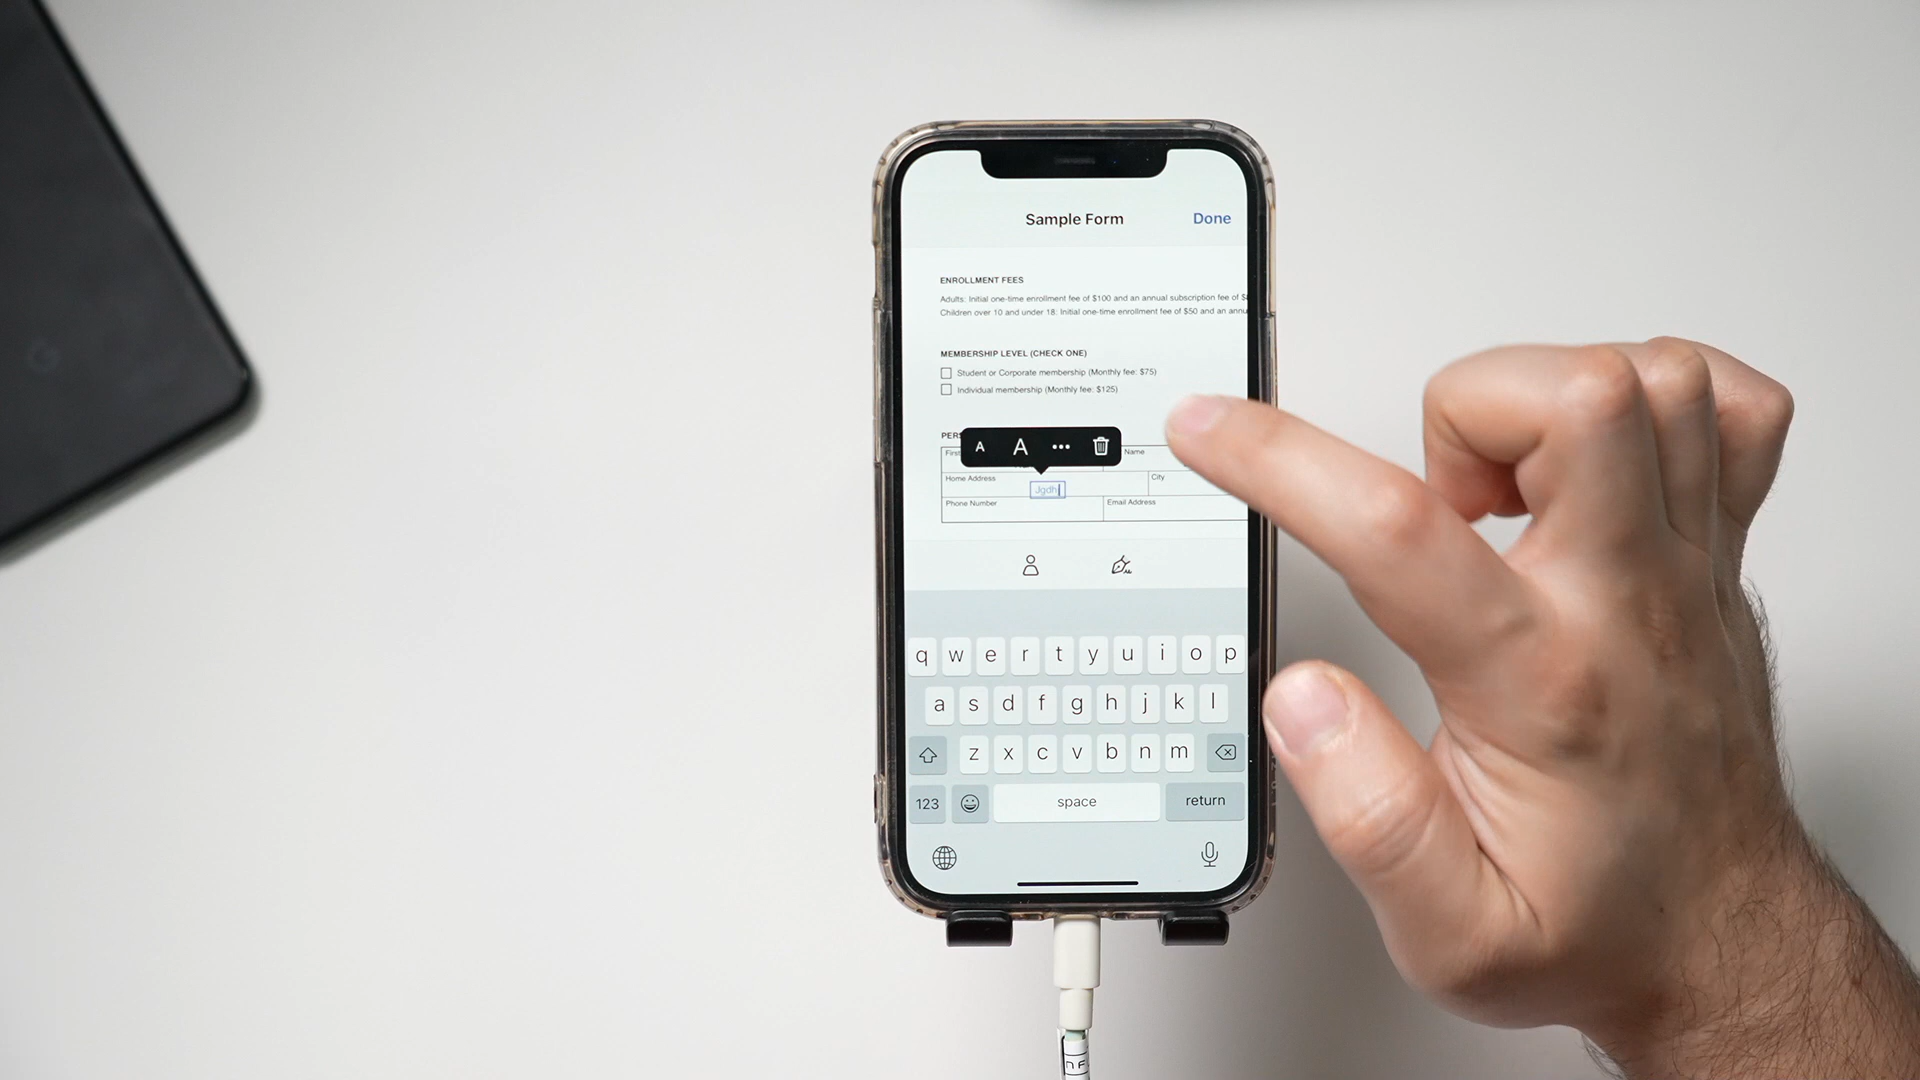 Sample Form Done
ENROLLMENT FEES
Adults: Initial one-time enrollment fee of $100 and an annual subscription fee of
Children over 10 and under 18: Initial one-time enrollment fee of $50 and an annu
MEMBERSHIP LEVEL (CHECK ONE)
Student or Corporate membership (Monthly fee: $75)
Individual membership (Monthly fee: $125)
PERS
A A
First Name
Home Address City
Jgdh
Phone Number Email Address
q w e r t y u i o p
a s d f g h j k l
z x c v b n m
123 space return